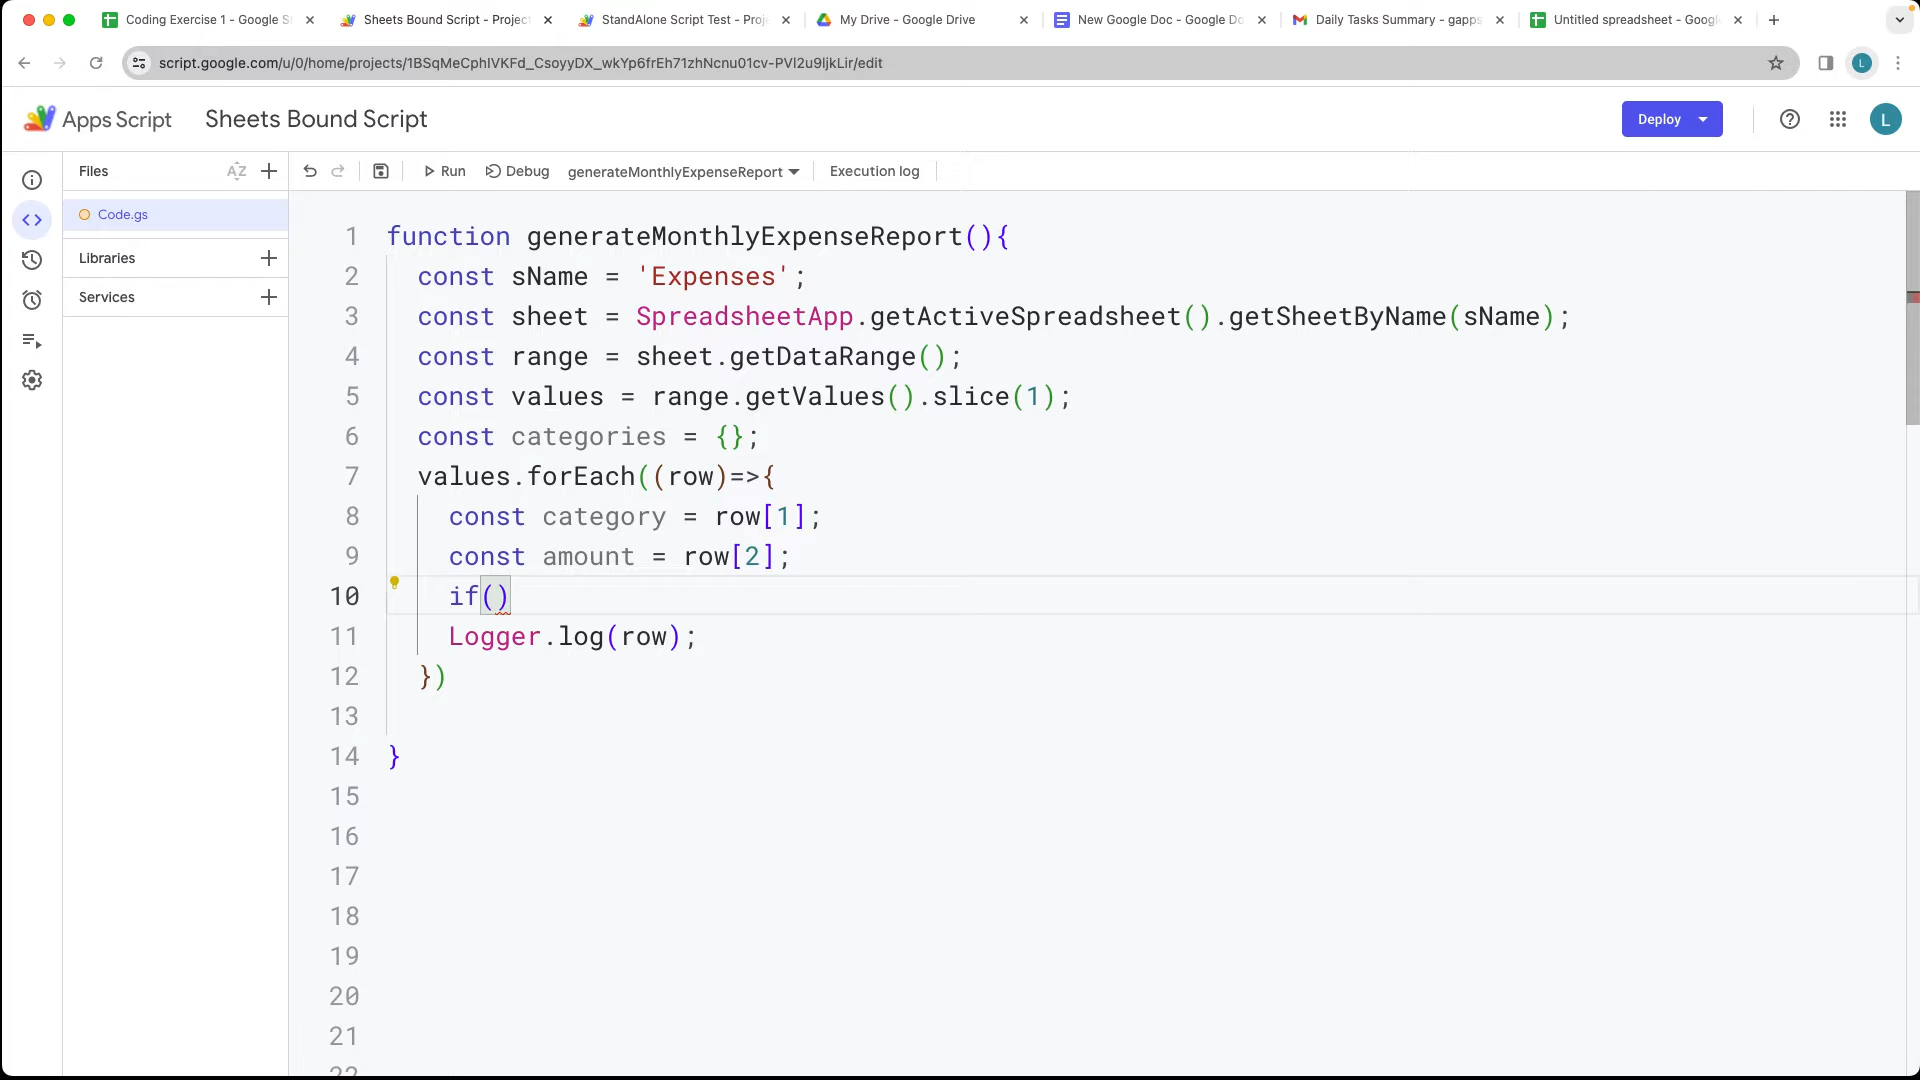 Coding Exercise 1 - Google S
Sheets Bound Script - Projec
StandAlone Script Test - Proj
My Drive - Google Drive
New Google Doc - Google Do
Daily Tasks Summary - gapps
Untitled spreadsheet - Googl
script.google.com/u/0/home/projects/1BSqMeCphIVKFd_CsoyyDX_wkYp6frEh71zhNcnu01cv-PVI2u9IjkLir/edit
L
Apps Script
Sheets Bound Script
Deploy
L
Files
AZ
Run
Debug
generateMonthlyExpenseReport
Execution log
Code.gs
Libraries
Services
1 function generateMonthlyExpenseReport(){
2 const sName = 'Expenses';
3 const sheet = SpreadsheetApp.getActiveSpreadsheet().getSheetByName(sName);
4 const range = sheet.getDataRange();
5 const values = range.getValues().slice(1);
6 const categories = {};
7 values.forEach((row)=>{
8 const category = row[1];
9 const amount = row[2];
10 if()
11 Logger.log(row);
12 })
13
14 }
15
16
17
18
19
20
21
22